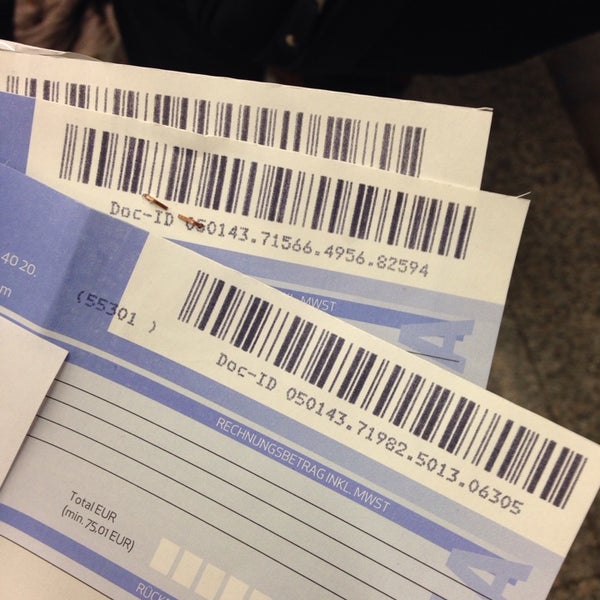 Doc-ID 050143.71566.4956.82594
L. MWST
40 20.
m
(55301 )
Doc-ID 050143.71982.5013.06305
RECHNUNGSBETRAG INKL. MWST
Total EUR
(min. 75.01 EUR)